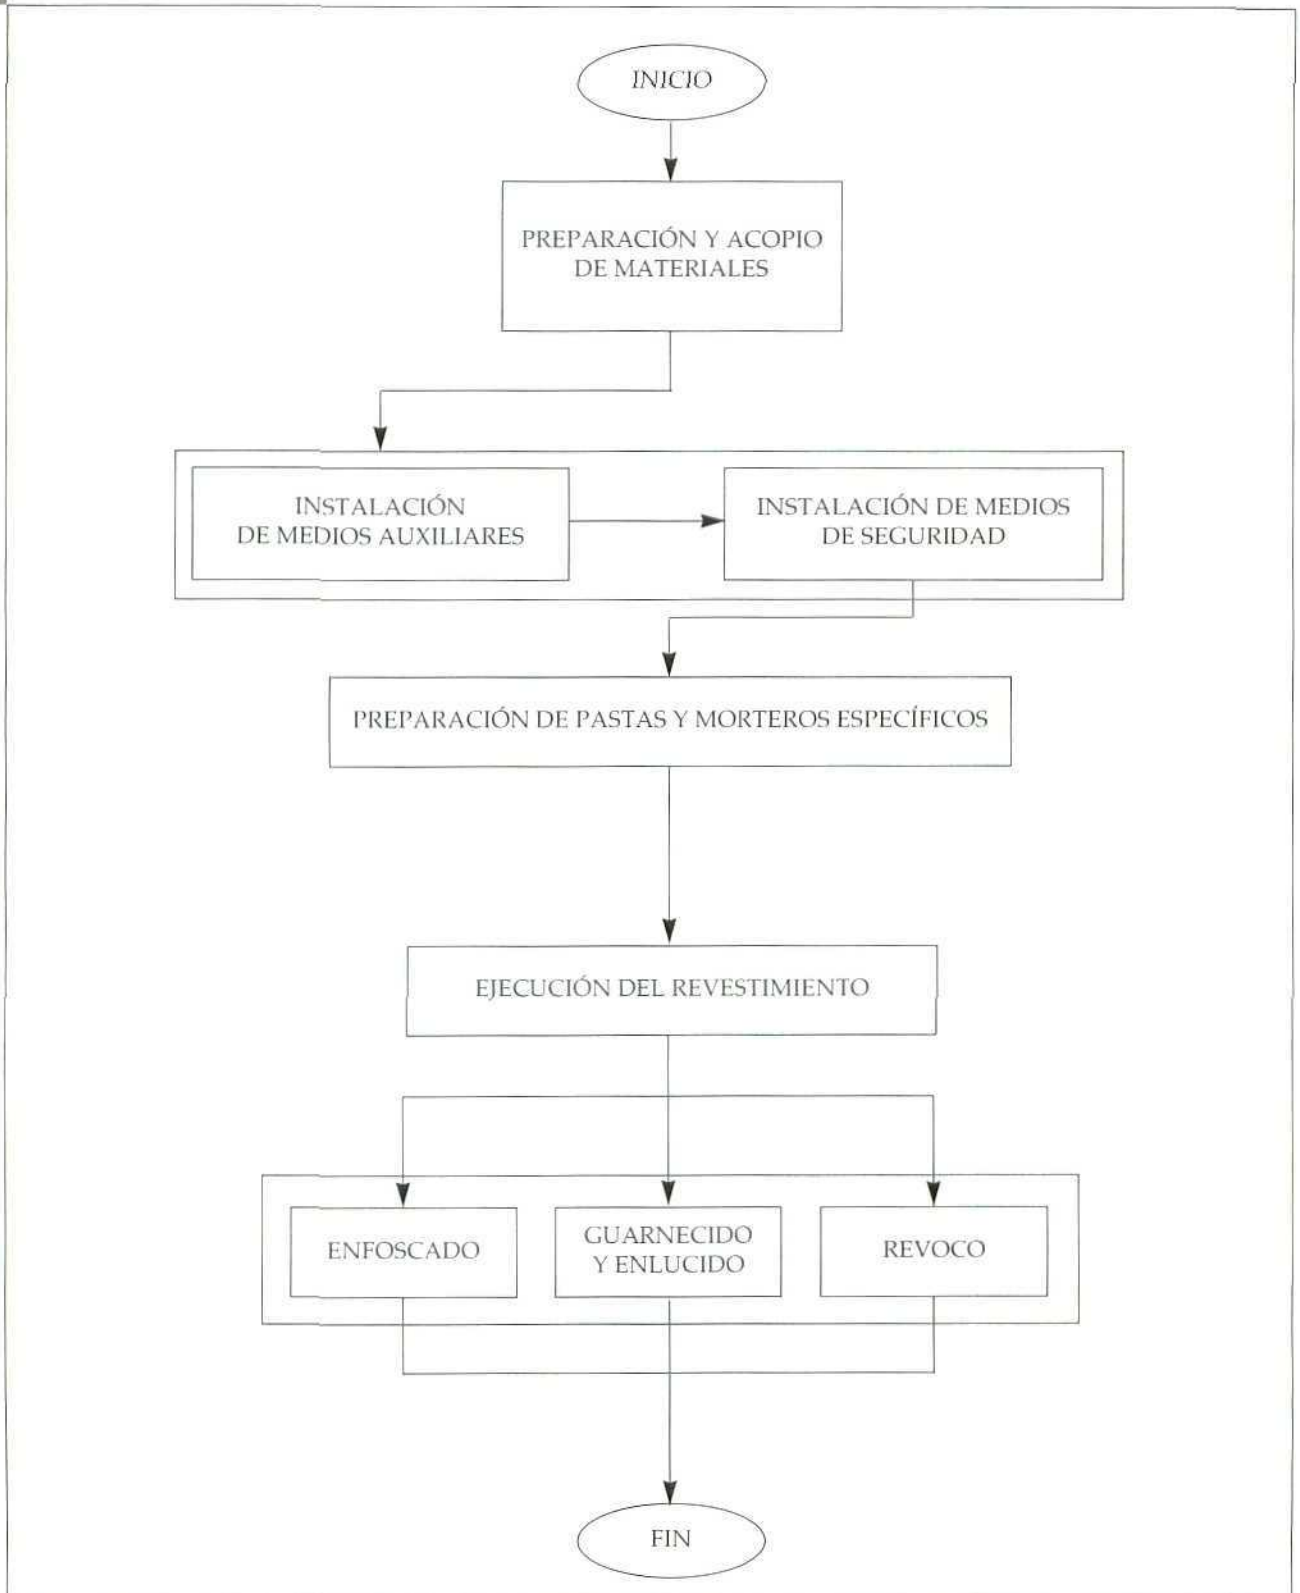 INICIO
PREPARACIÓN Y ACOPIO
DE MATERIALES
INSTALACIÓN
DE MEDIOS AUXILIARES
INSTALACIÓN DE MEDIOS
DE SEGURIDAD
PREPARACIÓN DE PASTAS Y MORTEROS ESPECÍFICOS
EJECUCIÓN DEL REVESTIMIENTO
ENFOSCADO
GUARNECIDO
Y ENLUCIDO
REVOCO
FIN